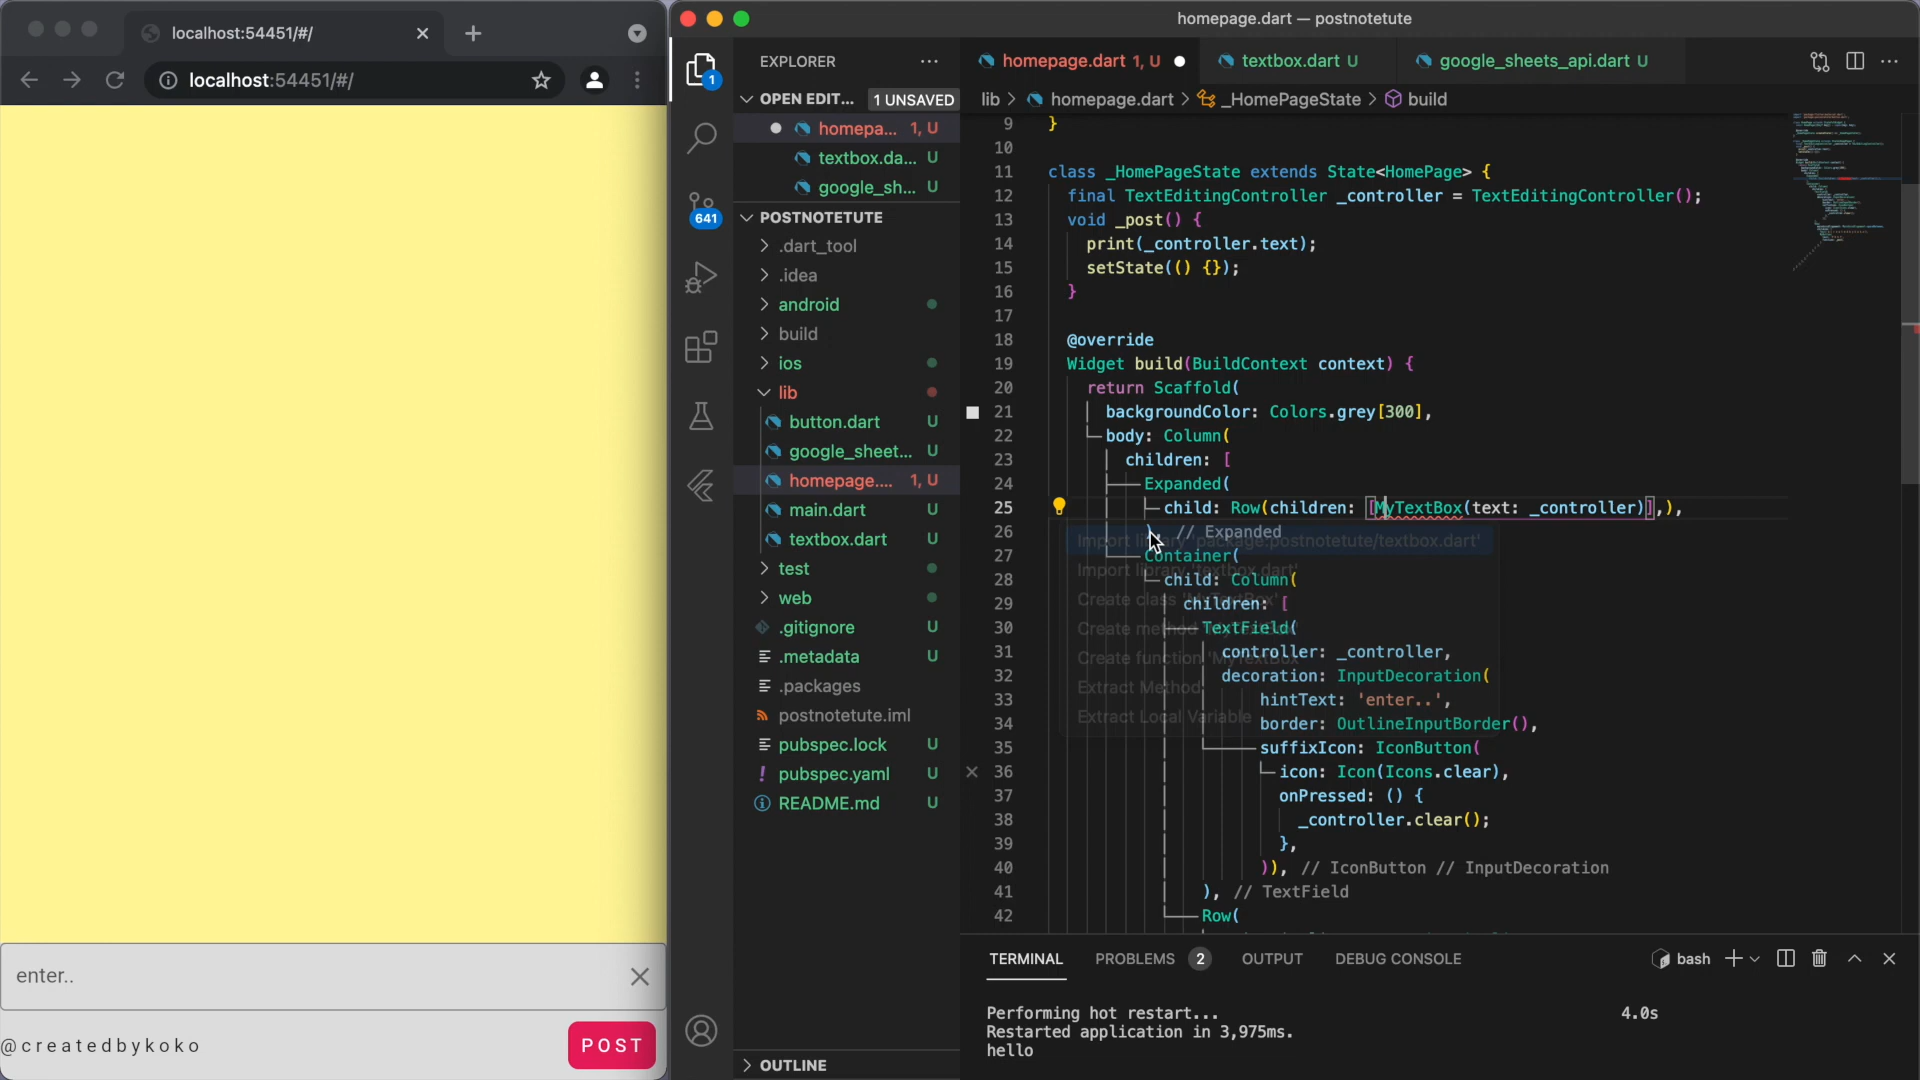 localhost:54451/#/
localhost:54451/#/
enter..
@createdbykoko
POST
homepage.dart — postnotetute
1
641
EXPLORER
OPEN EDIT... 1 UNSAVED
homepa... 1, U
textbox.da... U
google_sh... U
POSTNOTETUTE
.dart_tool
.idea
android
build
ios
lib
button.dart U
google_sheet... U
homepage.... 1, U
main.dart U
textbox.dart U
test
web
.gitignore U
.metadata U
.packages
postnotetute.iml
pubspec.lock U
pubspec.yaml U
README.md U
OUTLINE
homepage.dart 1, U
textbox.dart U
google_sheets_api.dart U
lib > homepage.dart > _HomePageState > build
9 }
10
11 class _HomePageState extends State<HomePage> {
12 final TextEditingController _controller = TextEditingController();
13 void _post() {
14 print(_controller.text);
15 setState(() {});
16 }
17
18 @override
19 Widget build(BuildContext context) {
20 return Scaffold(
21 backgroundColor: Colors.grey[300],
22 body: Column(
23 children: [
24 Expanded(
25 child: Row(children: [MyTextBox(text: _controller)],),
26 ), // Expanded
Import library 'package:postnotetute/textbox.dart'
27 Container(
Import library 'textbox.dart'
28 child: Column(
Create class 'MyTextBox'
29 children: [
Create method 'MyTextBox'
30 TextField(
Create function 'MyTextBox'
31 controller: _controller,
32 decoration: InputDecoration(
Extract Method
33 hintText: 'enter..',
Extract Local Variable
34 border: OutlineInputBorder(),
35 suffixIcon: IconButton(
36 icon: Icon(Icons.clear),
37 onPressed: () {
38 _controller.clear();
39 },
40 )), // IconButton // InputDecoration
41 ), // TextField
42 Row(
TERMINAL PROBLEMS 2 OUTPUT DEBUG CONSOLE
bash
Performing hot restart... 4.0s
Restarted application in 3,975ms.
hello